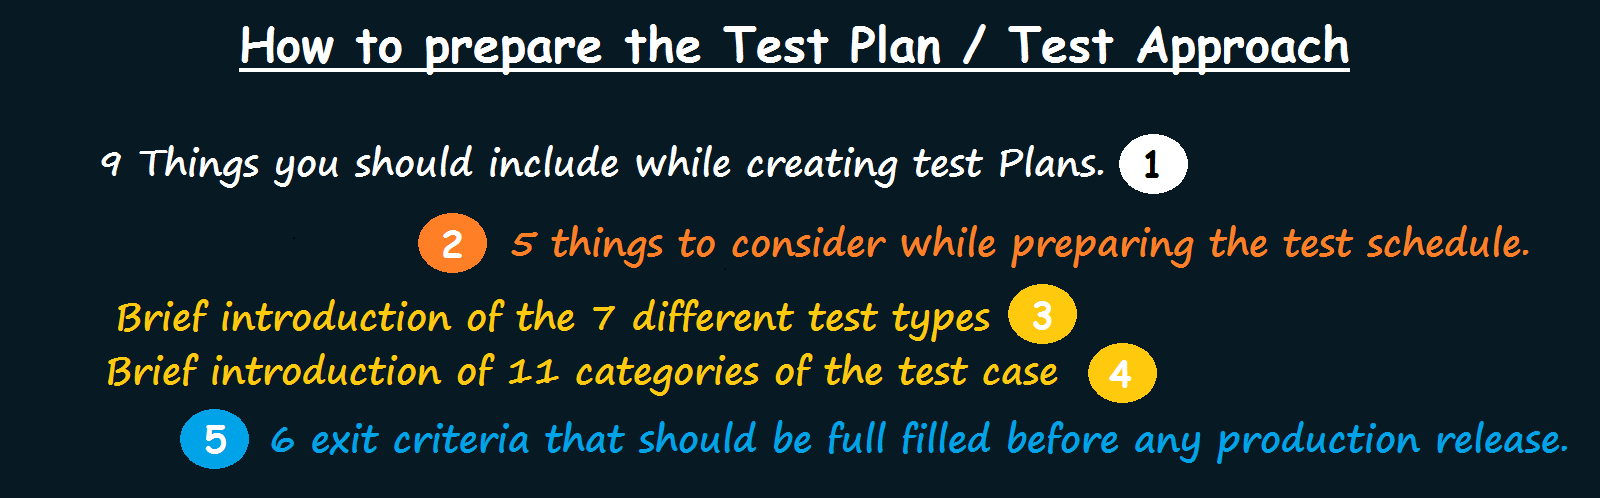 How to prepare the Test Plan / Test Approach
9 Things you should include while creating test Plans. 1
2 5 things to consider while preparing the test schedule.
Brief introduction of the 7 different test types 3
Brief introduction of 11 categories of the test case 4
5 6 exit criteria that should be full filled before any production release.